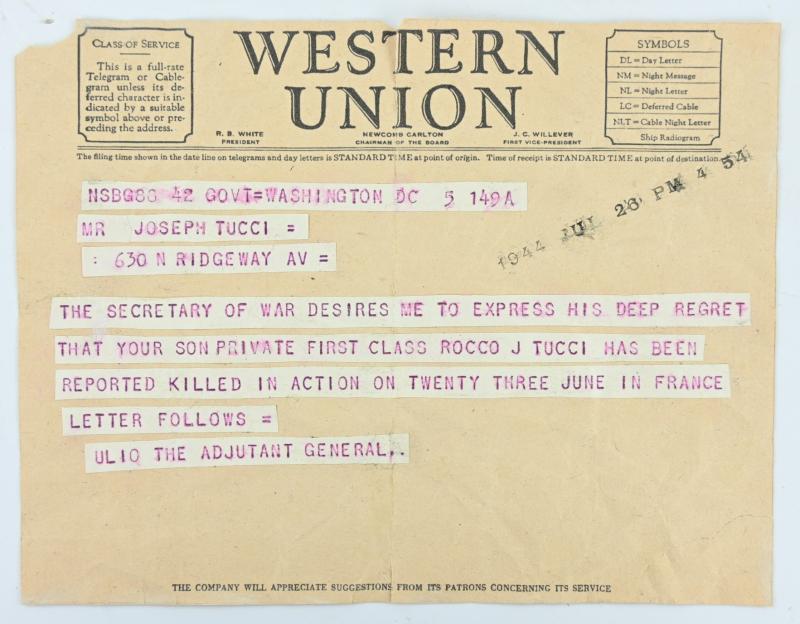 CLASS OF SERVICE
This is a full-rate
Telegram or Cable-
gram unless its de-
ferred character is in-
dicated by a suitable
symbol above or pre-
ceding the address.
WESTERN
UNION
R. B. WHITE
PRESIDENT
NEWCOMB CARLTON
CHAIRMAN OF THE BOARD
J. C. WILLEVER
FIRST VICE-PRESIDENT
SYMBOLS
DL = Day Letter
NM = Night Message
NL = Night Letter
LC = Deferred Cable
NLT = Cable Night Letter
Ship Radiogram
The filing time shown in the date line on telegrams and day letters is STANDARD TIME at point of origin. Time of receipt is STANDARD TIME at point of destination.
1944 JUL 26 PM 4 54
NSBG86 42 GOVT=WASHINGTON DC 5 149A
MR JOSEPH TUCCI =
: 630 N RIDGEWAY AV =
THE SECRETARY OF WAR DESIRES ME TO EXPRESS HIS DEEP REGRET
THAT YOUR SON PRIVATE FIRST CLASS ROCCO J TUCCI HAS BEEN
REPORTED KILLED IN ACTION ON TWENTY THREE JUNE IN FRANCE
LETTER FOLLOWS =
ULIO THE ADJUTANT GENERAL..
THE COMPANY WILL APPRECIATE SUGGESTIONS FROM ITS PATRONS CONCERNING ITS SERVICE